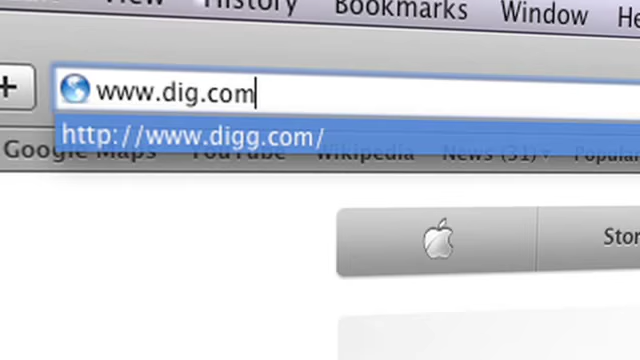 View History Bookmarks Window He
+ www.dig.com
http://www.digg.com/
Google Maps YouTube Wikipedia News (31) Popular
Stor